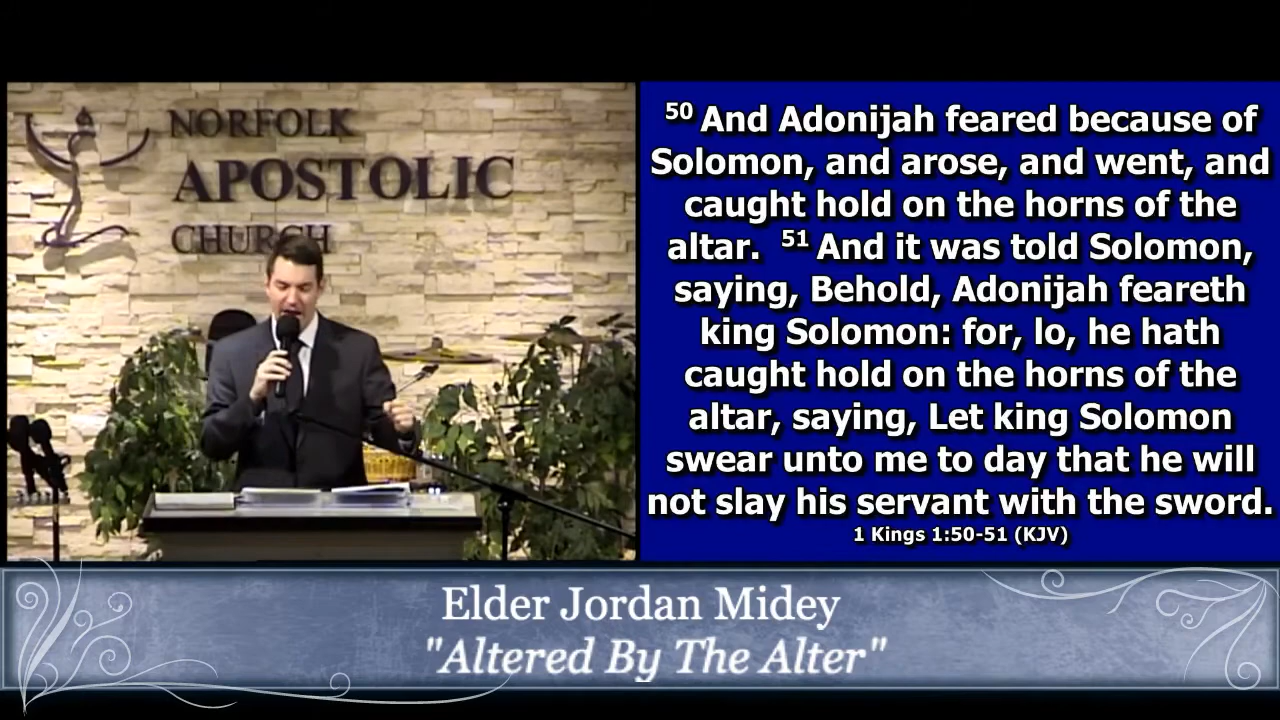 NORFOLK
APOSTOLIC
CHURCH
50 And Adonijah feared because of
Solomon, and arose, and went, and
caught hold on the horns of the
altar. 51 And it was told Solomon,
saying, Behold, Adonijah feareth
king Solomon: for, lo, he hath
caught hold on the horns of the
altar, saying, Let king Solomon
swear unto me to day that he will
not slay his servant with the sword.
1 Kings 1:50-51 (KJV)
Elder Jordan Midey
"Altered By The Alter"